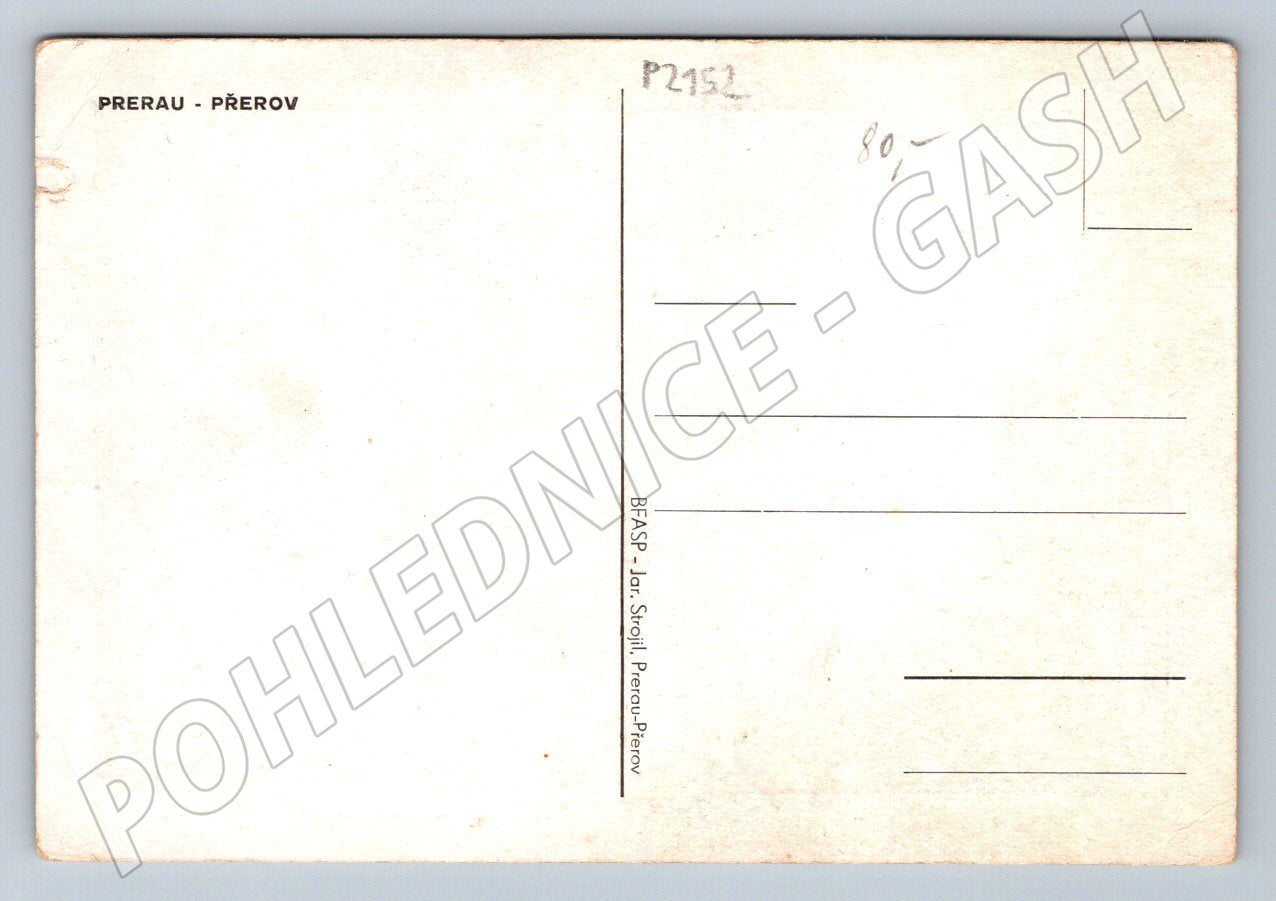 P2152
PRERAU - PŘEROV
80,-
BFASP - Jar. Strojil, Prerau-Přerov
POHLEDNICE - GASH